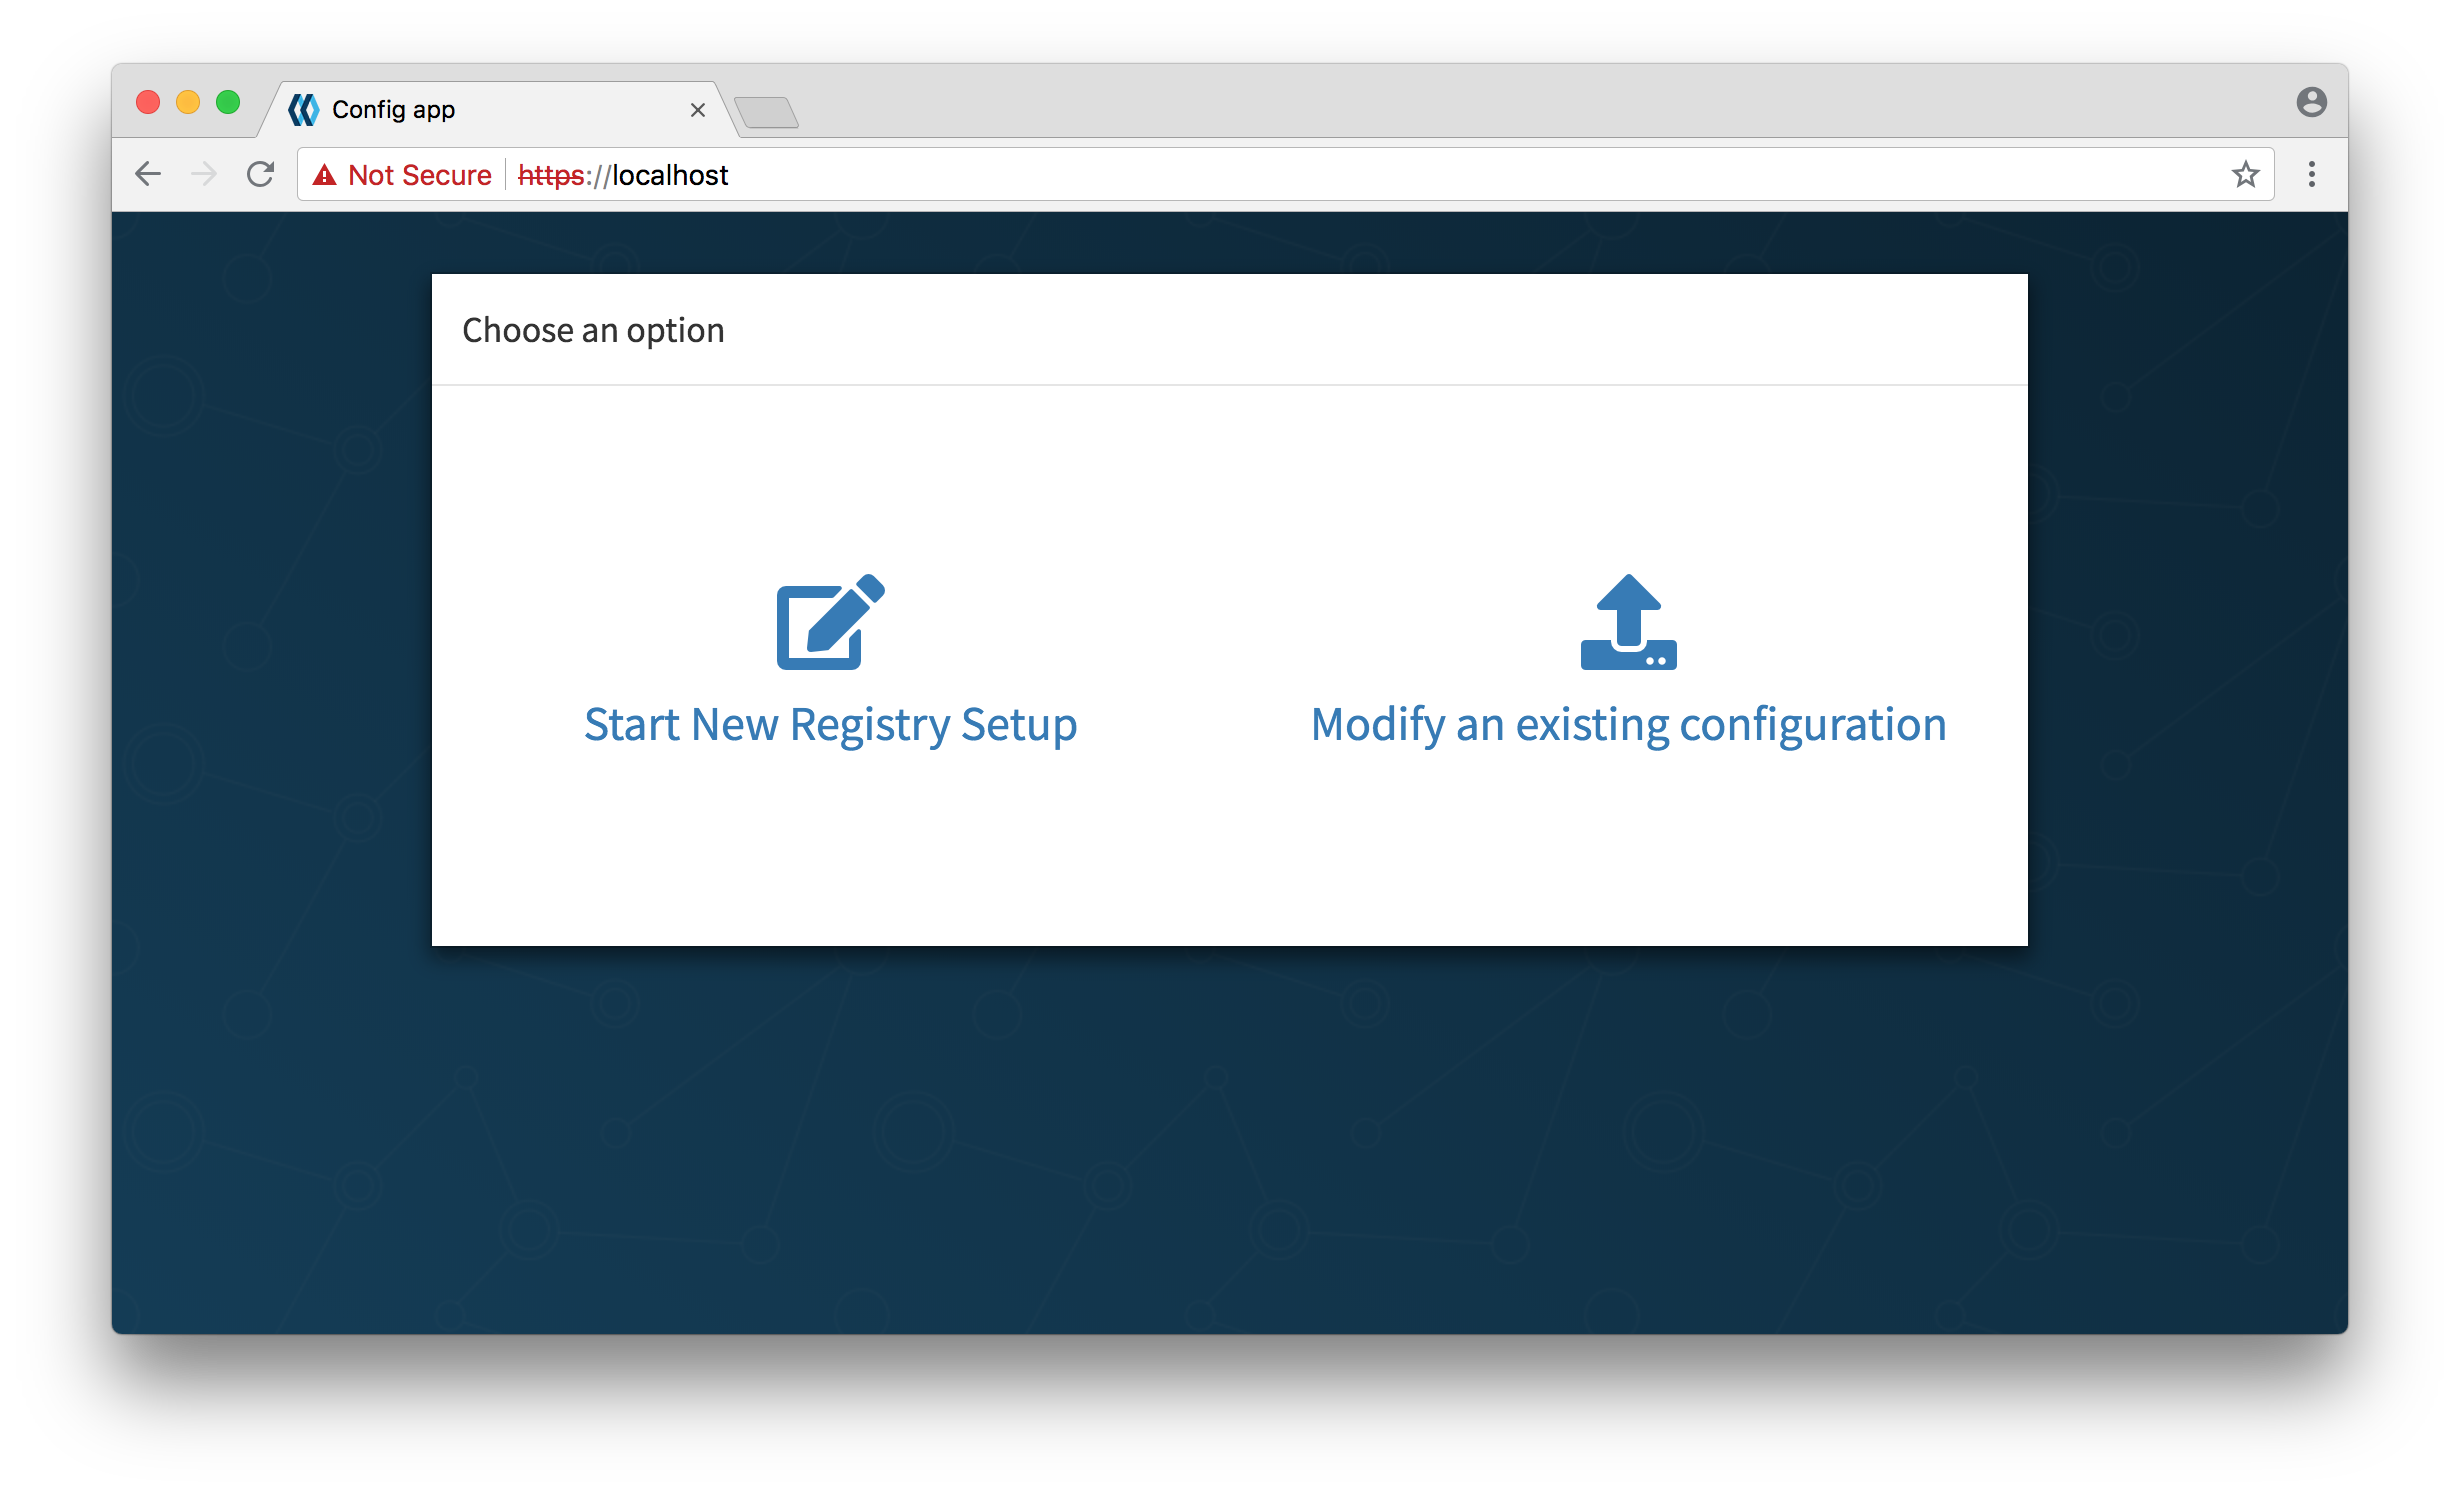 Config app
Not Secure https://localhost
Choose an option
Start New Registry Setup
Modify an existing configuration